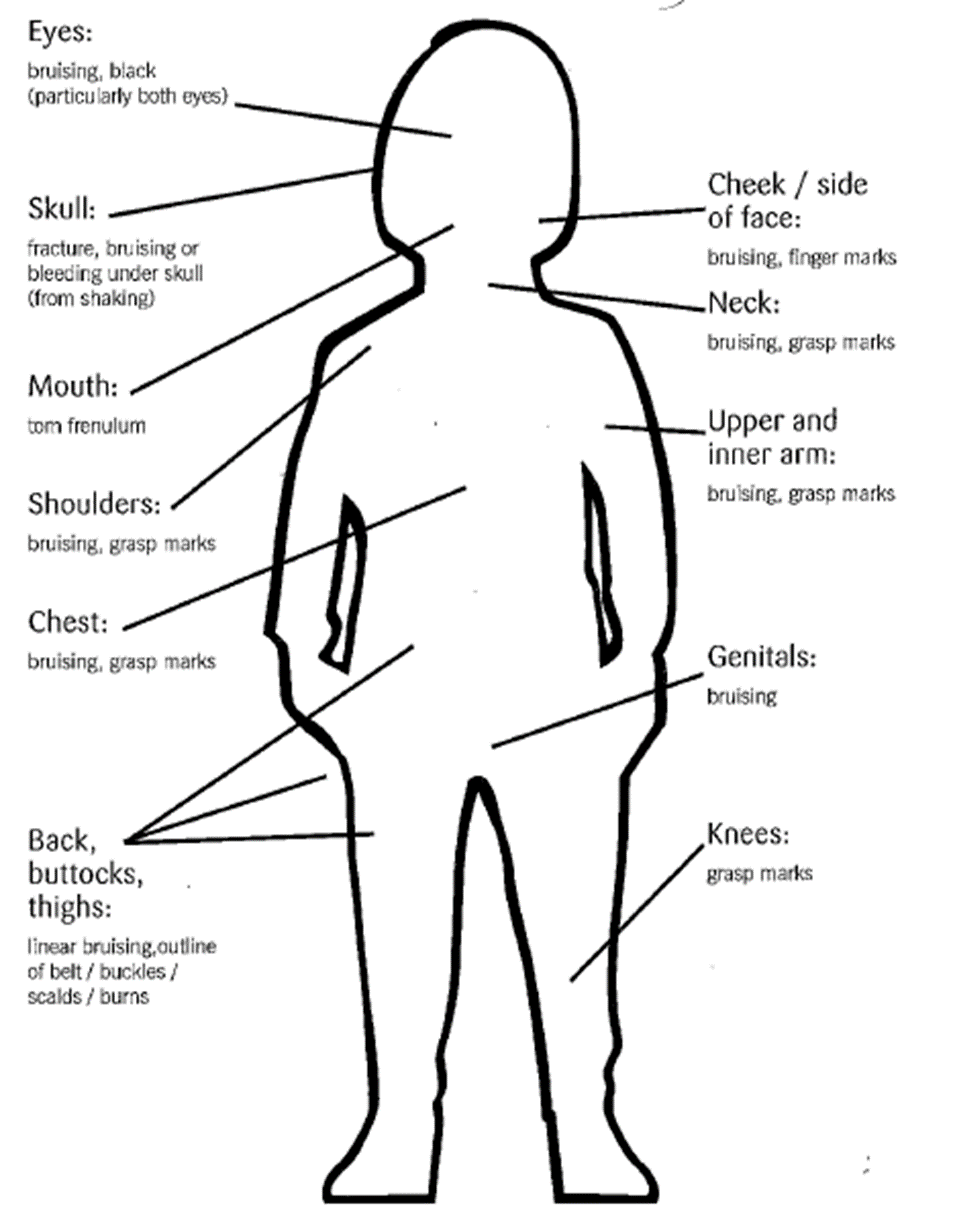 Eyes:
bruising, black
(particularly both eyes)
Skull:
fracture, bruising or
bleeding under skull
(from shaking)
Mouth:
torn frenulum
Shoulders:
bruising, grasp marks
Chest:
bruising, grasp marks
Back,
buttocks,
thighs:
linear bruising,outline
of belt / buckles /
scalds / burns
Cheek / side
of face:
bruising, finger marks
Neck:
bruising, grasp marks
Upper and
inner arm:
bruising, grasp marks
Genitals:
bruising
Knees:
grasp marks